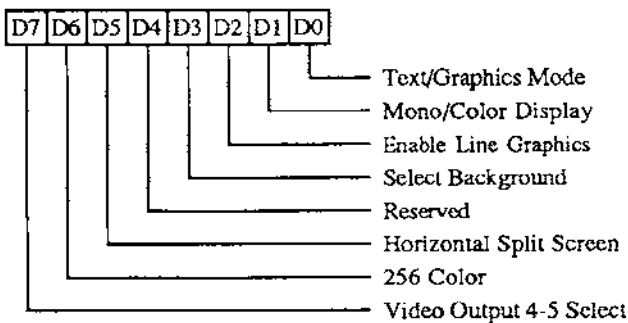 D7 D6 D5 D4 D3 D2 D1 D0
Text/Graphics Mode
Mono/Color Display
Enable Line Graphics
Select Background
Reserved
Horizontal Split Screen
256 Color
Video Output 4-5 Select